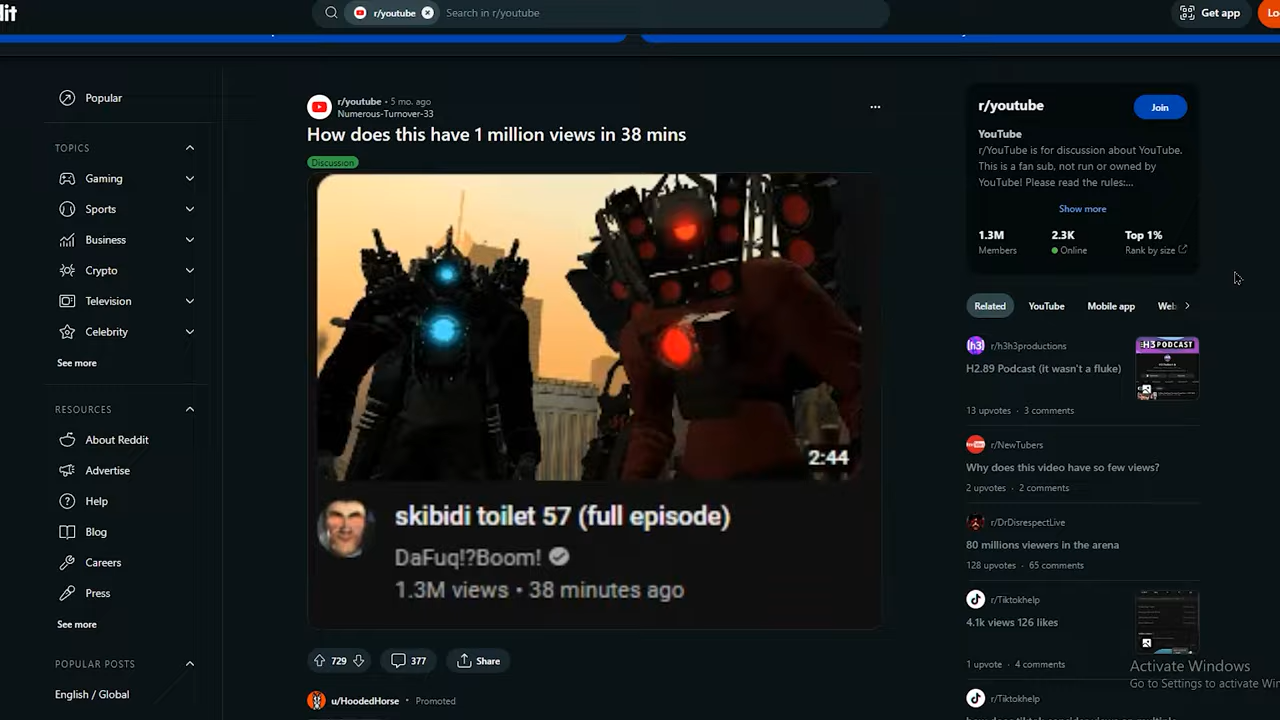 dit
r/youtube
Search in r/youtube
Get app
Lo
Popular
TOPICS
Gaming
Sports
Business
Crypto
Television
Celebrity
See more
RESOURCES
About Reddit
Advertise
Help
Blog
Careers
Press
See more
POPULAR POSTS
English / Global
r/youtube • 5 mo. ago
Numerous-Turnover-33
How does this have 1 million views in 38 mins
Discussion
2:44
skibidi toilet 57 (full episode)
DaFuq!?Boom!
1.3M views • 38 minutes ago
729
377
Share
u/HoodedHorse • Promoted
r/youtube
Join
YouTube
r/YouTube is for discussion about YouTube.
This is a fan sub, not run or owned by
YouTube! Please read the rules:...
Show more
1.3M 2.3K Top 1%
Members Online Rank by size
Related YouTube Mobile app Web
r/h3h3productions
H3PODCAST
H2.89 Podcast (it wasn't a fluke)
13 upvotes · 3 comments
r/NewTubers
Why does this video have so few views?
2 upvotes · 2 comments
r/DrDisrespectLive
80 millions viewers in the arena
128 upvotes · 65 comments
r/Tiktokhelp
4.1k views 126 likes
1 upvote · 4 comments
r/Tiktokhelp
Activate Windows
Go to Settings to activate Win